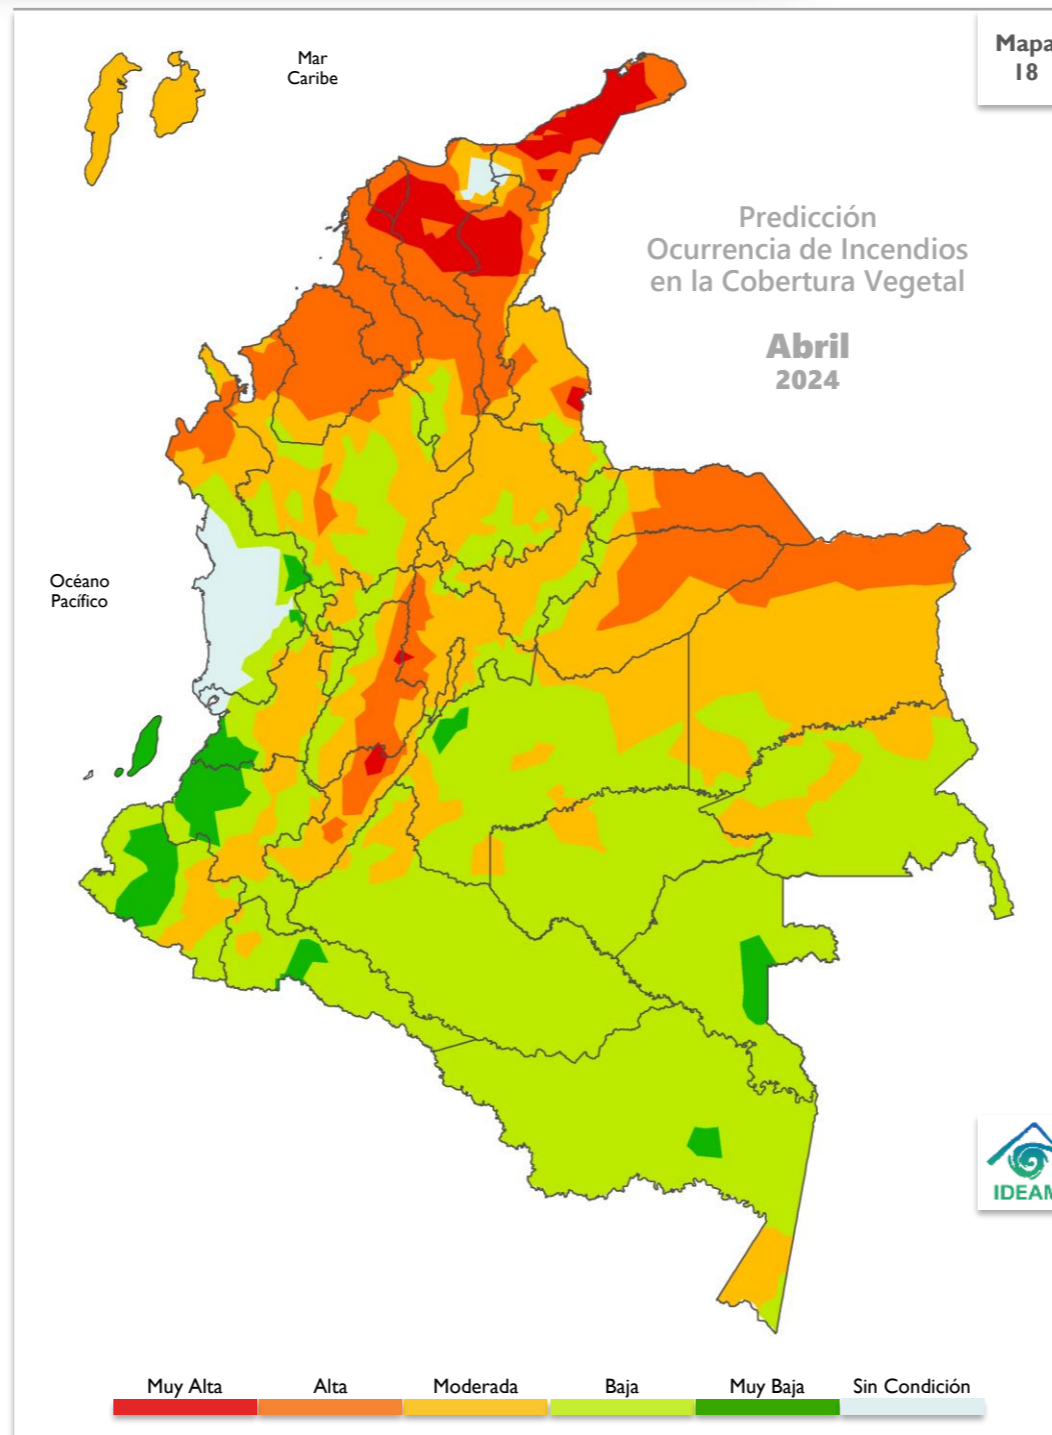 Mar
Caribe
Mapa
18
Predicción
Ocurrencia de Incendios
en la Cobertura Vegetal
Abril
2024
Océano
Pacífico
IDEAM
Muy Alta
Alta
Moderada
Baja
Muy Baja
Sin Condición